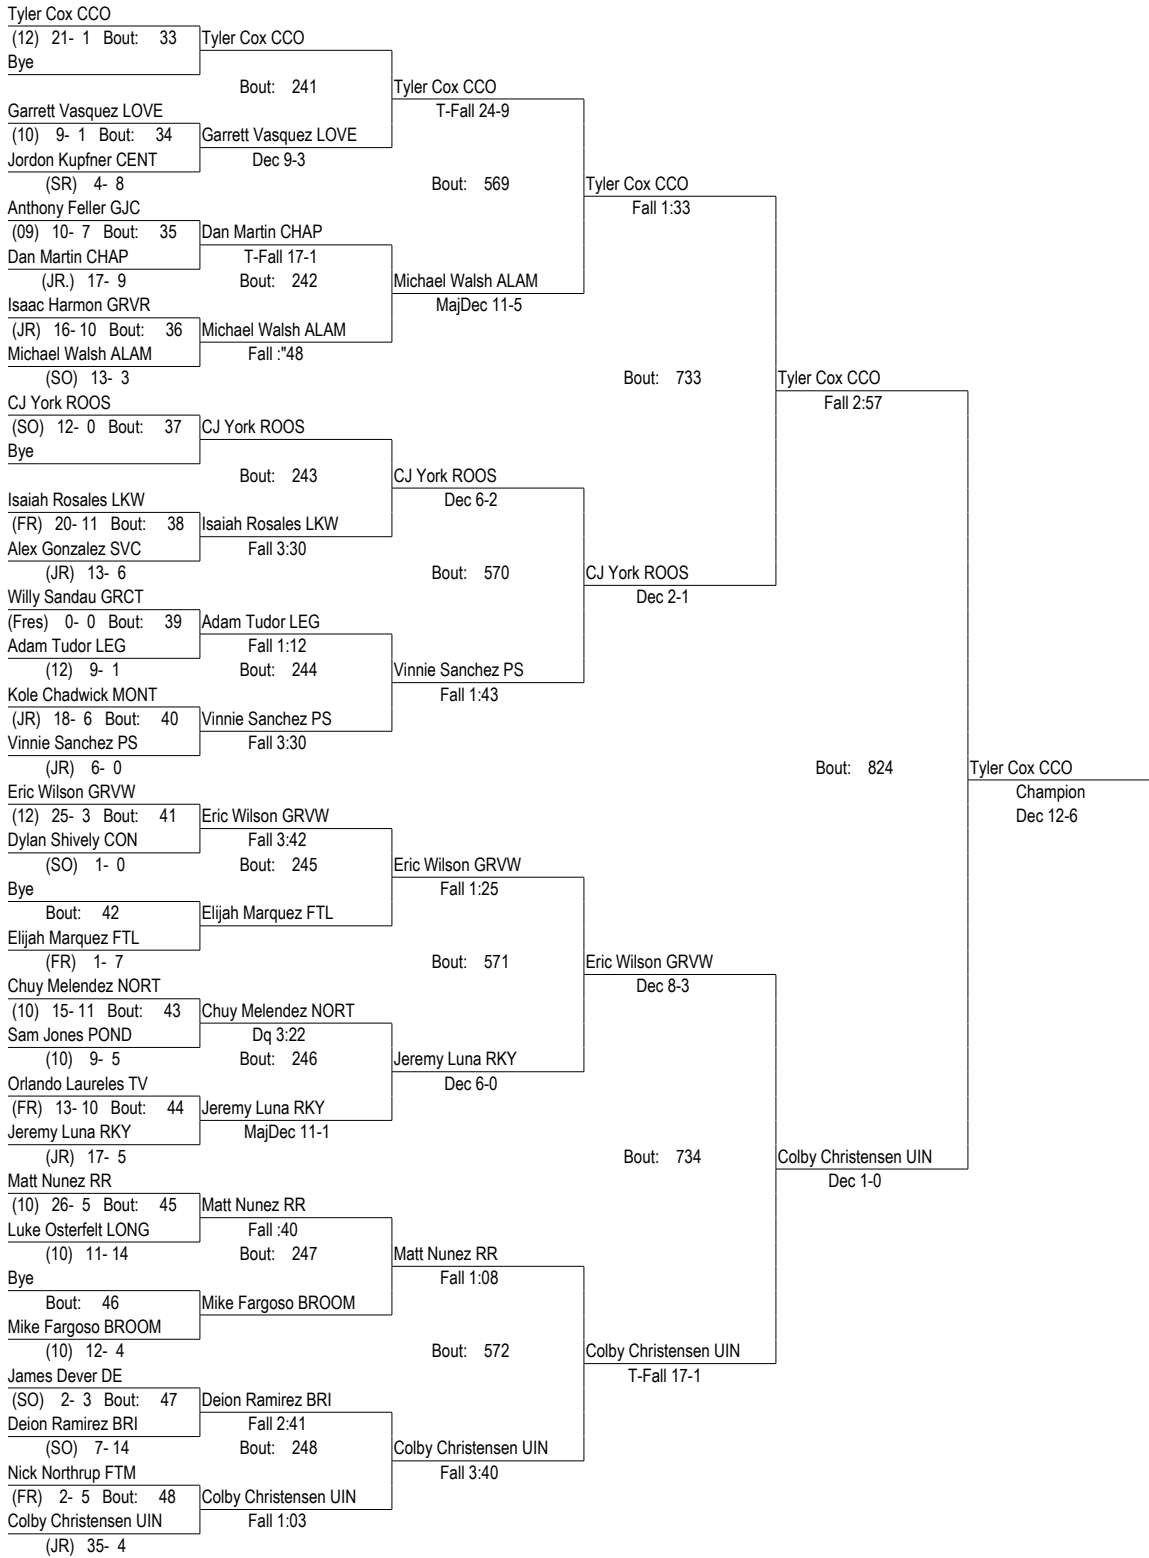 Tyler Cox CCO
(12) 21- 1 Bout: 33 Tyler Cox CCO
Bye
Bout: 241 Tyler Cox CCO
Garrett Vasquez LOVE T-Fall 24-9
(10) 9- 1 Bout: 34 Garrett Vasquez LOVE
Jordon Kupfner CENT Dec 9-3
(SR) 4- 8 Bout: 569 Tyler Cox CCO
Anthony Feller GJC Fall 1:33
(09) 10- 7 Bout: 35 Dan Martin CHAP
Dan Martin CHAP T-Fall 17-1
(JR.) 17- 9 Bout: 242 Michael Walsh ALAM
Isaac Harmon GRVR MajDec 11-5
(JR) 16- 10 Bout: 36 Michael Walsh ALAM
Michael Walsh ALAM Fall :"48
(SO) 13- 3 Bout: 733 Tyler Cox CCO
CJ York ROOS Fall 2:57
(SO) 12- 0 Bout: 37 CJ York ROOS
Bye
Bout: 243 CJ York ROOS
Isaiah Rosales LKW Dec 6-2
(FR) 20- 11 Bout: 38 Isaiah Rosales LKW
Alex Gonzalez SVC Fall 3:30
(JR) 13- 6 Bout: 570 CJ York ROOS
Willy Sandau GRCT Dec 2-1
(Fres) 0- 0 Bout: 39 Adam Tudor LEG
Adam Tudor LEG Fall 1:12
(12) 9- 1 Bout: 244 Vinnie Sanchez PS
Kole Chadwick MONT Fall 1:43
(JR) 18- 6 Bout: 40 Vinnie Sanchez PS
Vinnie Sanchez PS Fall 3:30
(JR) 6- 0 Bout: 824 Tyler Cox CCO
Eric Wilson GRVW Champion
(12) 25- 3 Bout: 41 Eric Wilson GRVW Dec 12-6
Dylan Shively CON Fall 3:42
(SO) 1- 0 Bout: 245 Eric Wilson GRVW
Bye Fall 1:25
Bout: 42 Elijah Marquez FTL
Elijah Marquez FTL
(FR) 1- 7 Bout: 571 Eric Wilson GRVW
Chuy Melendez NORT Dec 8-3
(10) 15- 11 Bout: 43 Chuy Melendez NORT
Sam Jones POND Dq 3:22
(10) 9- 5 Bout: 246 Jeremy Luna RKY
Orlando Laureles TV Dec 6-0
(FR) 13- 10 Bout: 44 Jeremy Luna RKY
Jeremy Luna RKY MajDec 11-1
(JR) 17- 5 Bout: 734 Colby Christensen UIN
Matt Nunez RR Dec 1-0
(10) 26- 5 Bout: 45 Matt Nunez RR
Luke Osterfelt LONG Fall :40
(10) 11- 14 Bout: 247 Matt Nunez RR
Bye Fall 1:08
Bout: 46 Mike Fargoso BROOM
Mike Fargoso BROOM
(10) 12- 4 Bout: 572 Colby Christensen UIN
James Dever DE T-Fall 17-1
(SO) 2- 3 Bout: 47 Deion Ramirez BRI
Deion Ramirez BRI Fall 2:41
(SO) 7- 14 Bout: 248 Colby Christensen UIN
Nick Northrup FTM Fall 3:40
(FR) 2- 5 Bout: 48 Colby Christensen UIN
Colby Christensen UIN Fall 1:03
(JR) 35- 4